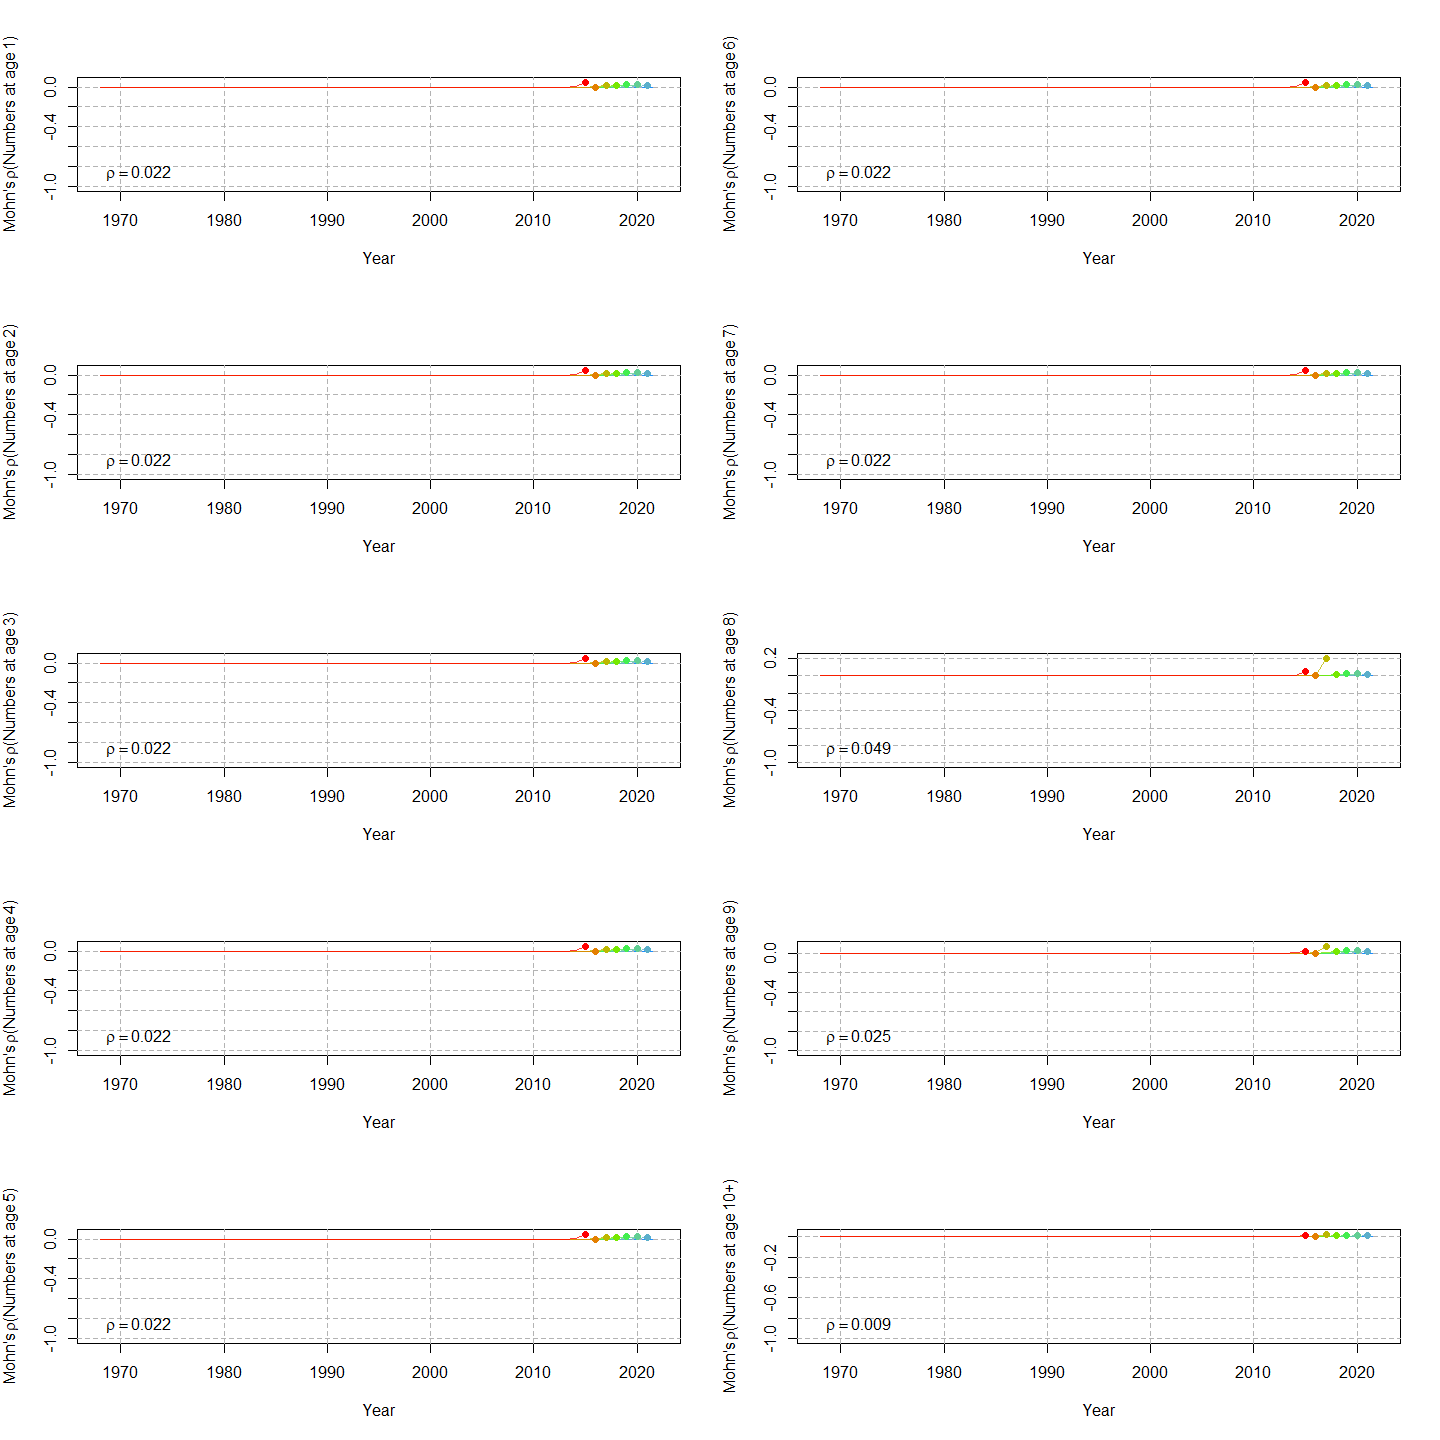 Mohn's ρ(Numbers at age 1)
0.0
-0.4
-1.0
ρ = 0.022
1970 1980 1990 2000 2010 2020
Year
Mohn's ρ(Numbers at age 6)
0.0
-0.4
-1.0
ρ = 0.022
1970 1980 1990 2000 2010 2020
Year
Mohn's ρ(Numbers at age 2)
0.0
-0.4
-1.0
ρ = 0.022
1970 1980 1990 2000 2010 2020
Year
Mohn's ρ(Numbers at age 7)
0.0
-0.4
-1.0
ρ = 0.022
1970 1980 1990 2000 2010 2020
Year
Mohn's ρ(Numbers at age 3)
0.0
-0.4
-1.0
ρ = 0.022
1970 1980 1990 2000 2010 2020
Year
Mohn's ρ(Numbers at age 8)
0.2
-0.4
-1.0
ρ = 0.049
1970 1980 1990 2000 2010 2020
Year
Mohn's ρ(Numbers at age 4)
0.0
-0.4
-1.0
ρ = 0.022
1970 1980 1990 2000 2010 2020
Year
Mohn's ρ(Numbers at age 9)
0.0
-0.4
-1.0
ρ = 0.025
1970 1980 1990 2000 2010 2020
Year
Mohn's ρ(Numbers at age 5)
0.0
-0.4
-1.0
ρ = 0.022
1970 1980 1990 2000 2010 2020
Year
Mohn's ρ(Numbers at age 10+)
-0.2
-0.6
-1.0
ρ = 0.009
1970 1980 1990 2000 2010 2020
Year